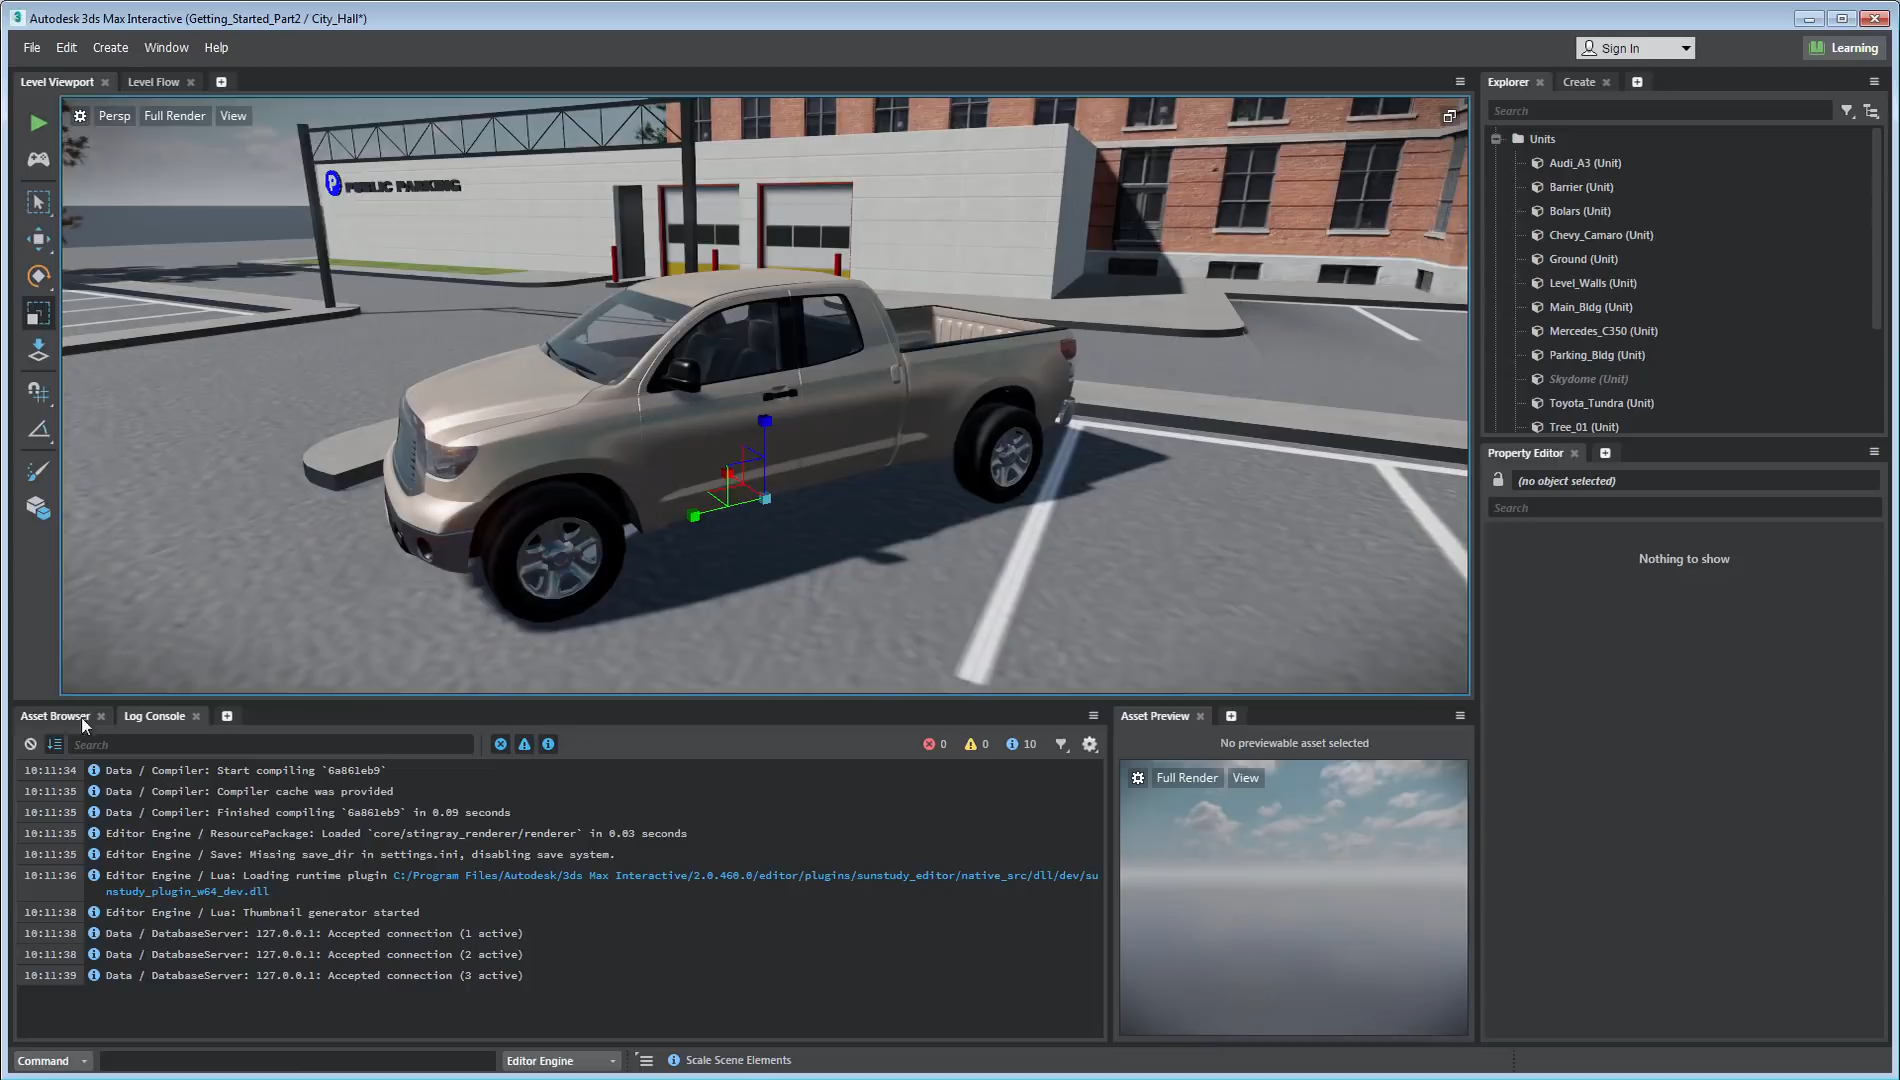 Autodesk 3ds Max Interactive (Getting_Started_Part2 / City_Hall*)
File Edit Create Window Help
Sign In
Learning
Level Viewport
Level Flow
Persp Full Render View
P PUBLIC PARKING
Explorer
Create
Search
Units
Audi_A3 (Unit)
Barrier (Unit)
Bolars (Unit)
Chevy_Camaro (Unit)
Ground (Unit)
Level_Walls (Unit)
Main_Bldg (Unit)
Mercedes_C350 (Unit)
Parking_Bldg (Unit)
Skydome (Unit)
Toyota_Tundra (Unit)
Tree_01 (Unit)
Property Editor
(no object selected)
Search
Nothing to show
Asset Browser
Log Console
Search
0 0 10
10:11:34 Data / Compiler: Start compiling `6a861eb9`
10:11:35 Data / Compiler: Compiler cache was provided
10:11:35 Data / Compiler: Finished compiling `6a861eb9` in 0.09 seconds
10:11:35 Editor Engine / ResourcePackage: Loaded `core/stingray_renderer/renderer` in 0.03 seconds
10:11:35 Editor Engine / Save: Missing save_dir in settings.ini, disabling save system.
10:11:36 Editor Engine / Lua: Loading runtime plugin C:/Program Files/Autodesk/3ds Max Interactive/2.0.460.0/editor/plugins/sunstudy_editor/native_src/dll/dev/su
nstudy_plugin_w64_dev.dll
10:11:38 Editor Engine / Lua: Thumbnail generator started
10:11:38 Data / DatabaseServer: 127.0.0.1: Accepted connection (1 active)
10:11:38 Data / DatabaseServer: 127.0.0.1: Accepted connection (2 active)
10:11:39 Data / DatabaseServer: 127.0.0.1: Accepted connection (3 active)
Asset Preview
No previewable asset selected
Full Render View
Command
Editor Engine
Scale Scene Elements